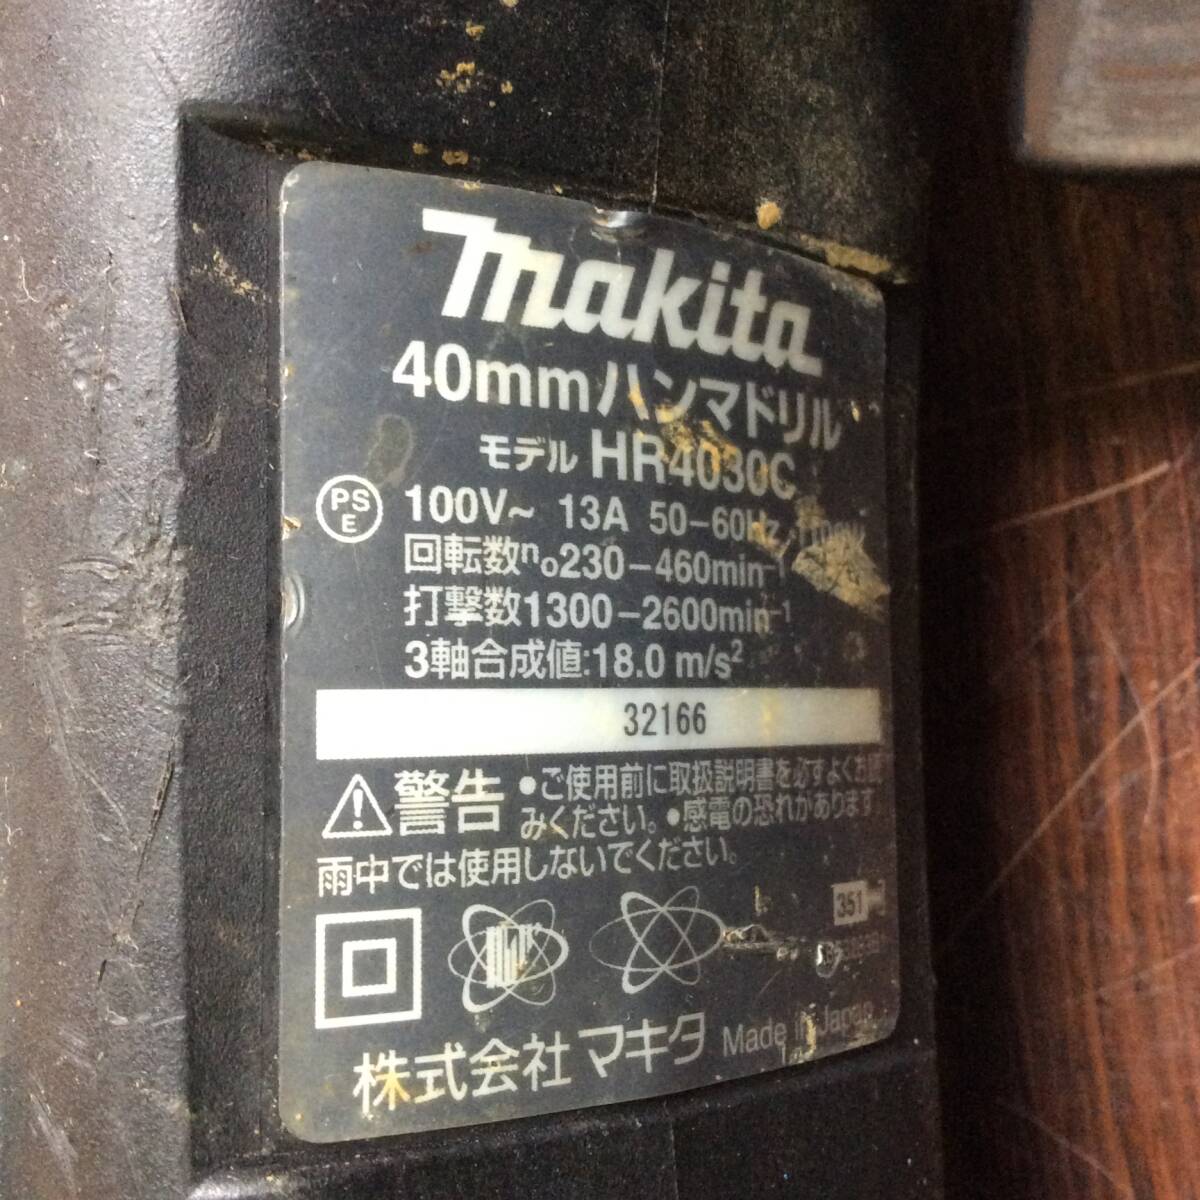 makita
40mmハンマドリル
モデル HR4030C
PS
E
100V~ 13A 50-60Hz 1100W
回転数n₀230-460min⁻¹
打撃数1300-2600min⁻¹
3軸合成値:18.0 m/s²
32166
警告 •ご使用前に取扱説明書を必ずよくお
みください。•感電の恐れがあります
雨中では使用しないでください。
351
株式会社 マキタ Made in Japan